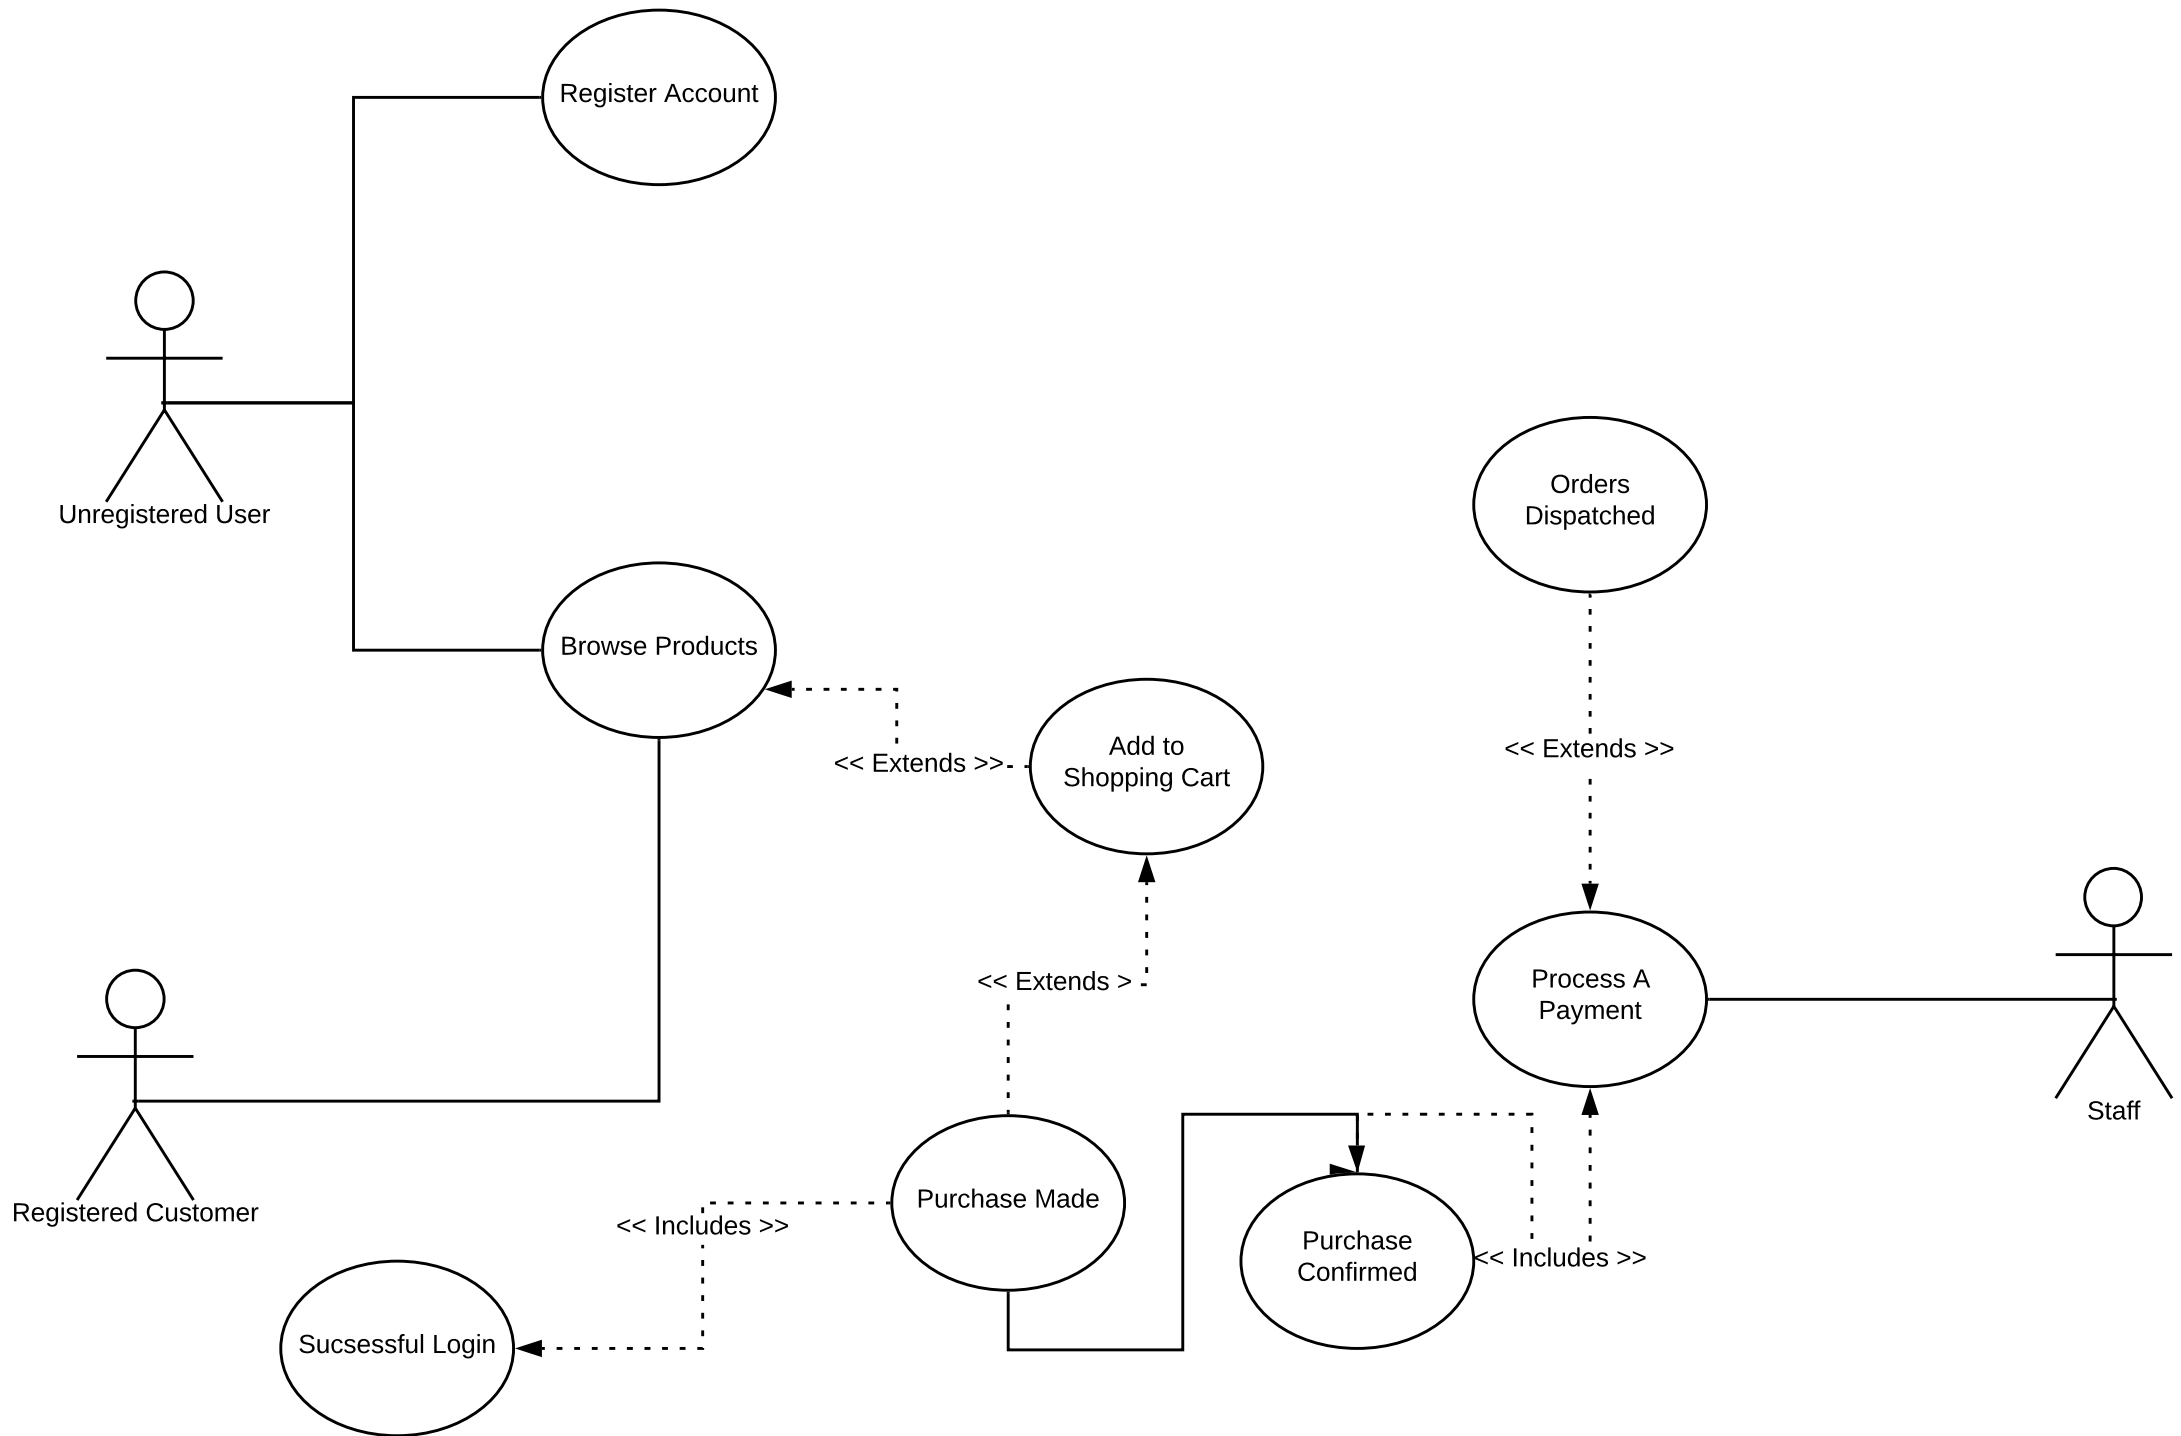 Register Account
Unregistered User
Orders
Dispatched
Browse Products
Add to
Shopping Cart
<< Extends >>
<< Extends >>
<< Extends >
Process A
Payment
Staff
Registered Customer
Purchase Made
<< Includes >>
Purchase
Confirmed
<< Includes >>
Sucsessful Login